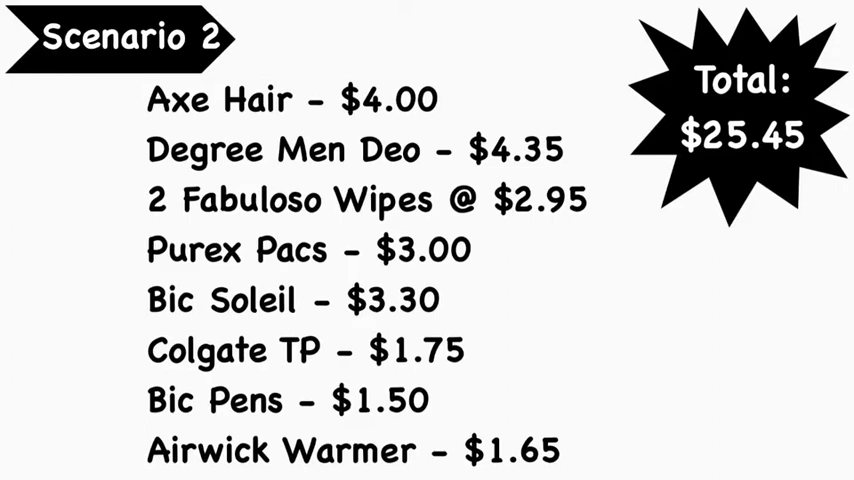 Scenario 2
Total:
$25.45
Axe Hair - $4.00
Degree Men Deo - $4.35
2 Fabuloso Wipes @ $2.95
Purex Pacs - $3.00
Bic Soleil - $3.30
Colgate TP - $1.75
Bic Pens - $1.50
Airwick Warmer - $1.65